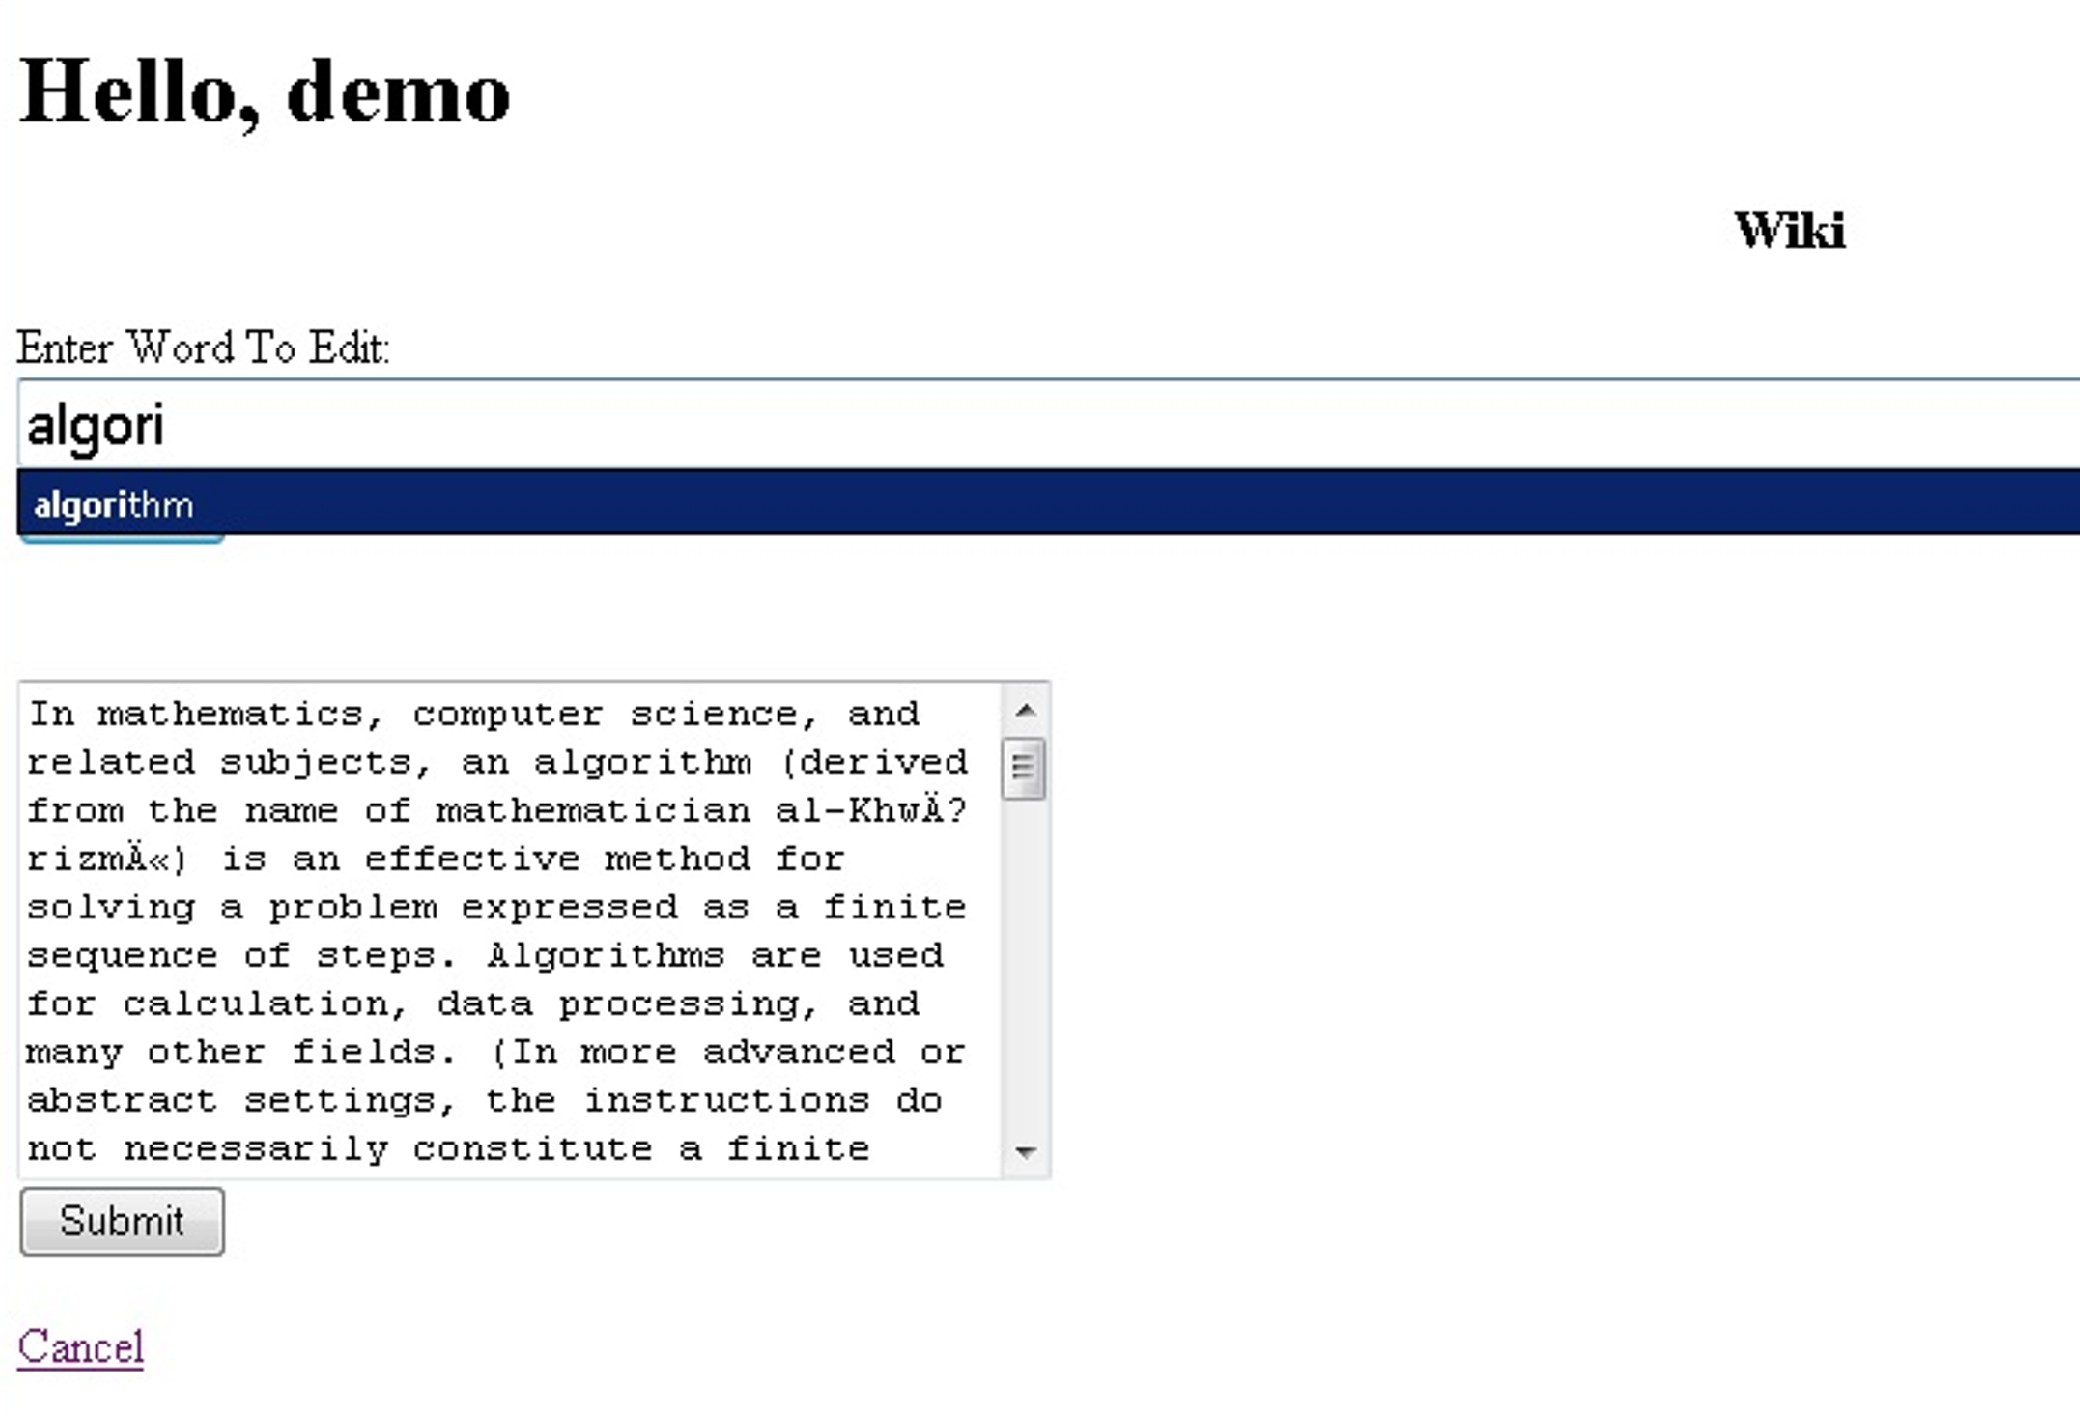 Hello, demo
Wiki
Enter Word To Edit:
algori
algorithm
In mathematics, computer science, and
related subjects, an algorithm (derived
from the name of mathematician al-KhwÄ?
rizmÄ«) is an effective method for
solving a problem expressed as a finite
sequence of steps. Algorithms are used
for calculation, data processing, and
many other fields. (In more advanced or
abstract settings, the instructions do
not necessarily constitute a finite
Submit
Cancel